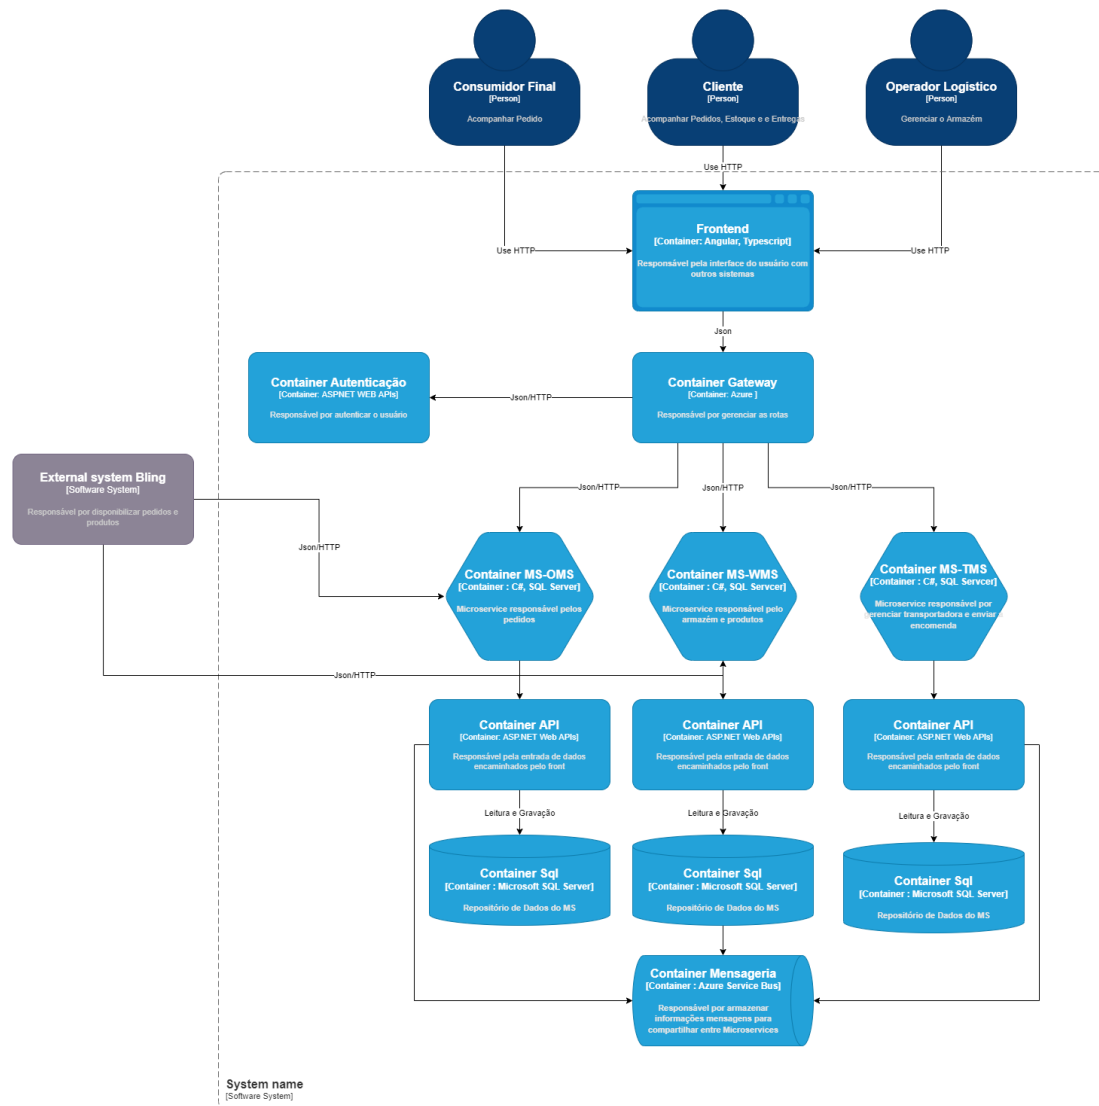 Consumidor Final
[Person]
Acompanhar Pedido
Cliente
[Person]
Acompanhar Pedidos, Estoque e e Entregas
Operador Logistico
[Person]
Gerenciar o Armazém
Use HTTP
Use HTTP
Use HTTP
Frontend
[Container: Angular, Typescript]
Responsável pela interface do usuário com
outros sistemas
Json
Container Autenticação
[Container: ASP.NET WEB APIs]
Responsável por autenticar o usuário
Json/HTTP
Container Gateway
[Container: Azure ]
Responsável por gerenciar as rotas
External system Bling
[Software System]
Responsável por disponibilizar pedidos e
produtos
Json/HTTP
Json/HTTP
Json/HTTP
Json/HTTP
Container MS-OMS
[Container : C#, SQL Server]
Microservice responsável pelos
pedidos
Container MS-WMS
[Container : C#, SQL Servcer]
Microservice responsável pelo
armazém e produtos
Container MS-TMS
[Container : C#, SQL Servcer]
Microservice responsável por
gerenciar transportadora e enviar
encomenda
Json/HTTP
Container API
[Container: ASP.NET Web APIs]
Responsável pela entrada de dados
encaminhados pelo front
Container API
[Container: ASP.NET Web APIs]
Responsável pela entrada de dados
encaminhados pelo front
Container API
[Container: ASP.NET Web APIs]
Responsável pela entrada de dados
encaminhados pelo front
Leitura e Gravação
Leitura e Gravação
Leitura e Gravação
Container Sql
[Container : Microsoft SQL Server]
Repositório de Dados do MS
Container Sql
[Container : Microsoft SQL Server]
Repositório de Dados do MS
Container Sql
[Container : Microsoft SQL Server]
Repositório de Dados do MS
Container Mensageria
[Container : Azure Service Bus]
Responsável por armazenar
informações mensagens para
compartilhar entre Microservices
System name
[Software System]